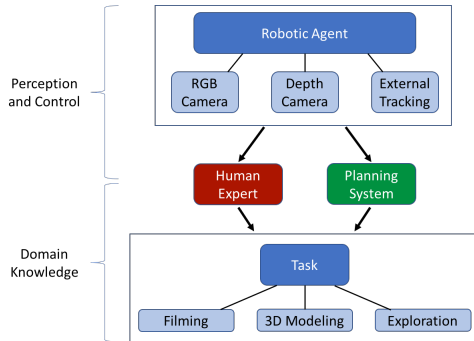 Robotic Agent
RGB
Camera
Depth
Camera
External
Tracking
Perception
and Control
Human
Expert
Planning
System
Domain
Knowledge
Task
Filming
3D Modeling
Exploration